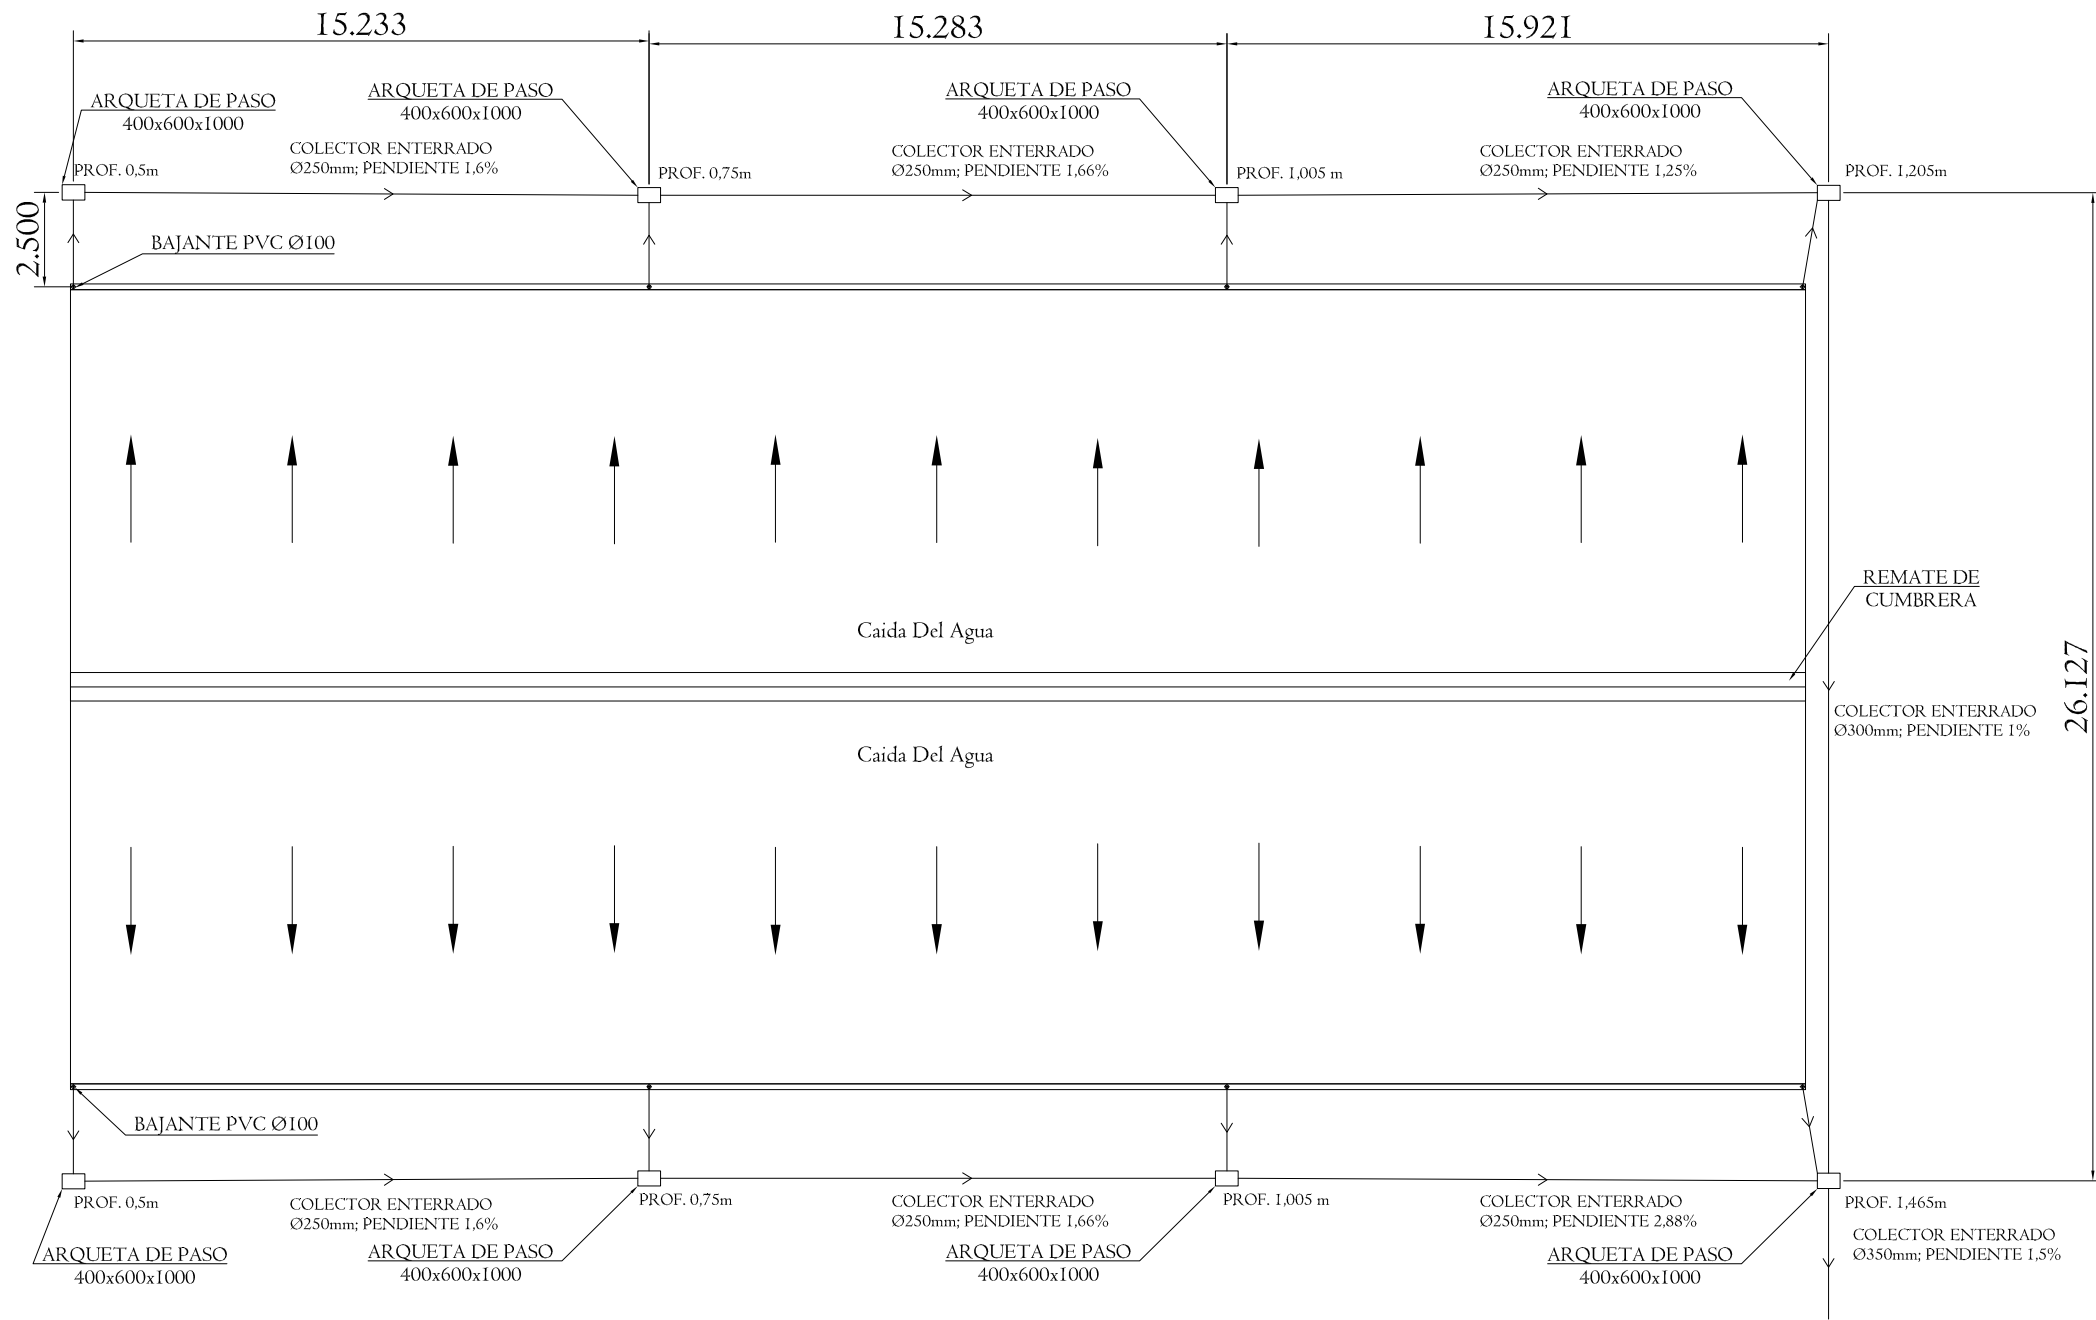 15.233
15.283
15.921
ARQUETA DE PASO
400x600x1000
ARQUETA DE PASO
400x600x1000
ARQUETA DE PASO
400x600x1000
ARQUETA DE PASO
400x600x1000
COLECTOR ENTERRADO
Ø250mm; PENDIENTE 1,6%
COLECTOR ENTERRADO
Ø250mm; PENDIENTE 1,66%
COLECTOR ENTERRADO
Ø250mm; PENDIENTE 1,25%
PROF. 0,5m
PROF. 0,75m
PROF. 1,005 m
PROF. 1,205m
2.500
BAJANTE PVC Ø100
Caida Del Agua
REMATE DE
CUMBRERA
26.127
COLECTOR ENTERRADO
Ø300mm; PENDIENTE 1%
Caida Del Agua
BAJANTE PVC Ø100
PROF. 0,5m
PROF. 0,75m
PROF. 1,005 m
PROF. 1,465m
COLECTOR ENTERRADO
Ø250mm; PENDIENTE 1,6%
COLECTOR ENTERRADO
Ø250mm; PENDIENTE 1,66%
COLECTOR ENTERRADO
Ø250mm; PENDIENTE 2,88%
COLECTOR ENTERRADO
Ø350mm; PENDIENTE 1,5%
ARQUETA DE PASO
400x600x1000
ARQUETA DE PASO
400x600x1000
ARQUETA DE PASO
400x600x1000
ARQUETA DE PASO
400x600x1000